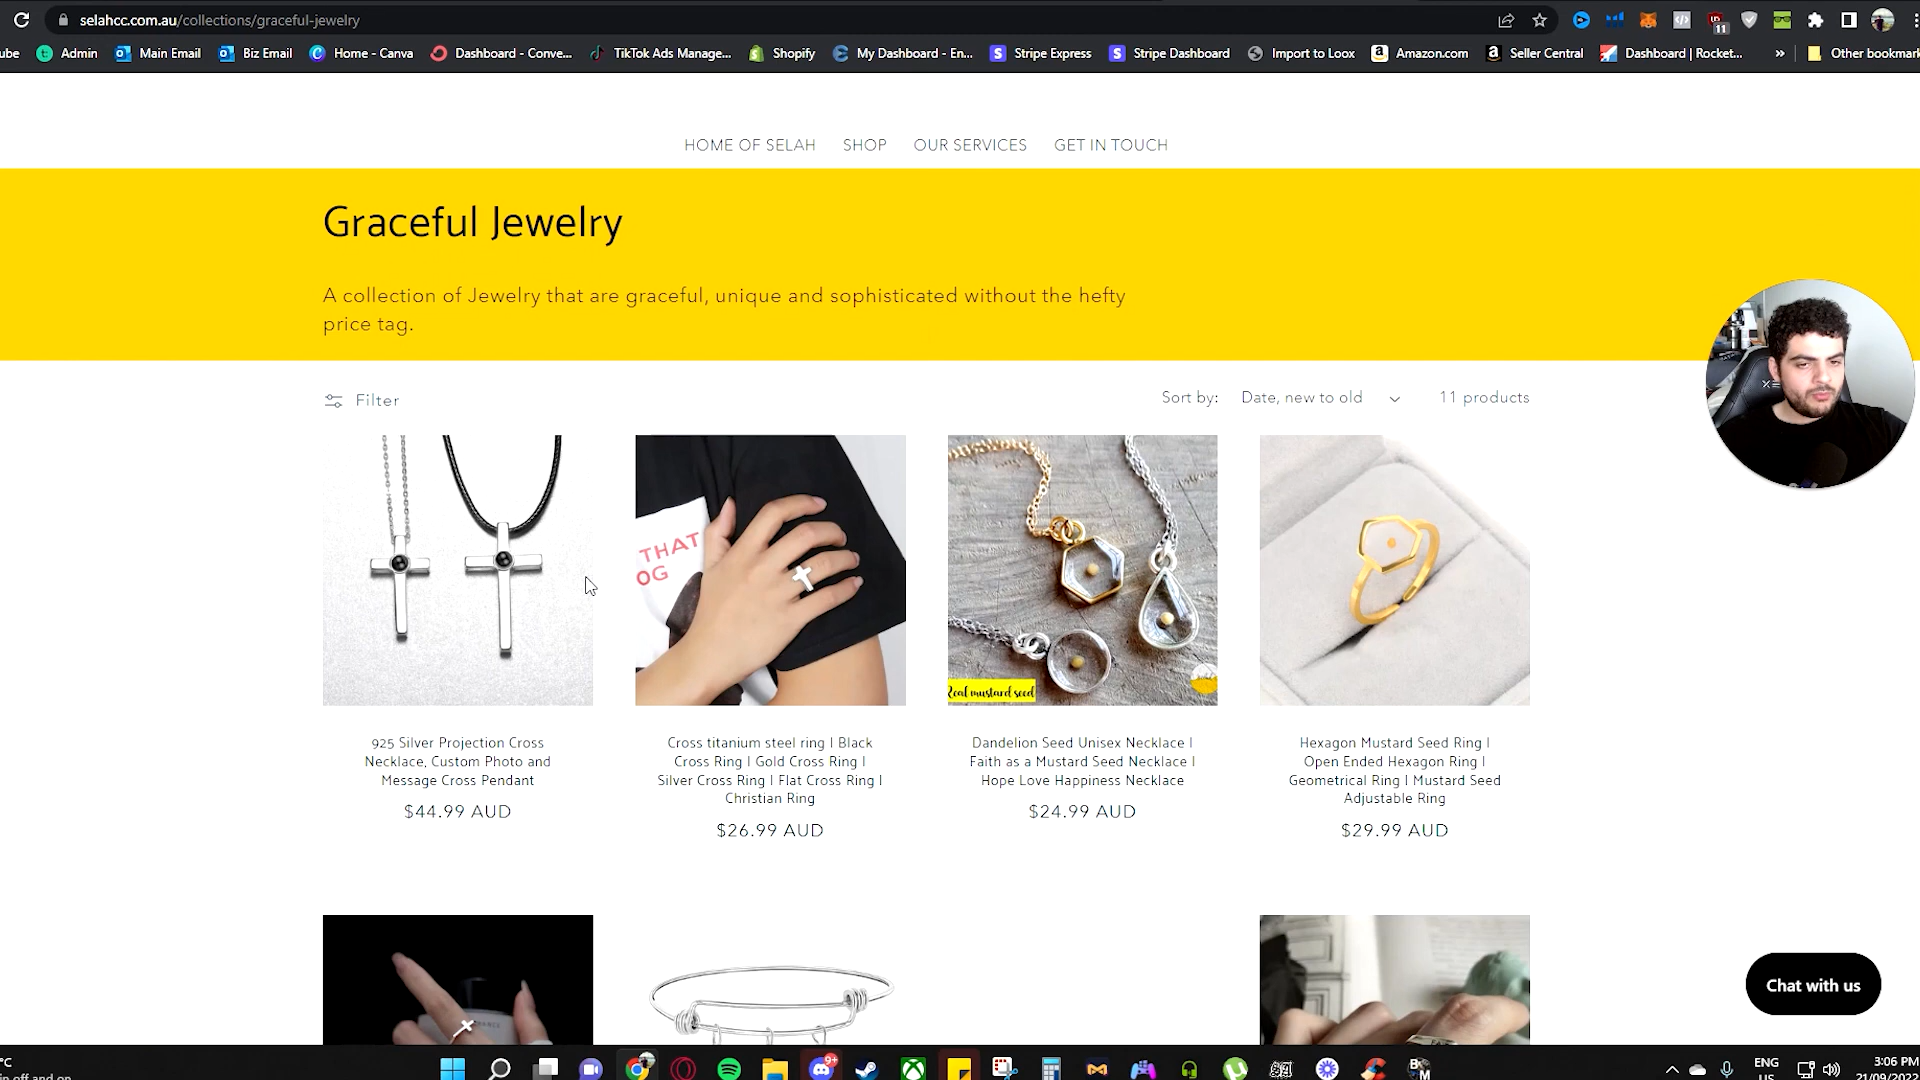 selahcc.com.au/collections/graceful-jewelry
11
Admin
Main Email
Biz Email
Home - Canva
Dashboard - Conve...
TikTok Ads Manage...
Shopify
My Dashboard - En...
Stripe Express
Stripe Dashboard
Import to Loox
Amazon.com
Seller Central
Dashboard | Rocket...
»
Other bookmark
HOME OF SELAH
SHOP
OUR SERVICES
GET IN TOUCH
Graceful Jewelry
A collection of Jewelry that are graceful, unique and sophisticated without the hefty
price tag.
Filter
Sort by:
Date, new to old
11 products
THAT
OG
Real mustard seed
925 Silver Projection Cross
Necklace, Custom Photo and
Message Cross Pendant
$44.99 AUD
Cross titanium steel ring | Black
Cross Ring | Gold Cross Ring |
Silver Cross Ring | Flat Cross Ring |
Christian Ring
$26.99 AUD
Dandelion Seed Unisex Necklace |
Faith as a Mustard Seed Necklace |
Hope Love Happiness Necklace
$24.99 AUD
Hexagon Mustard Seed Ring |
Open Ended Hexagon Ring |
Geometrical Ring | Mustard Seed
Adjustable Ring
$29.99 AUD
Chat with us
9+
ENG
US
3:06 PM
21/09/2022